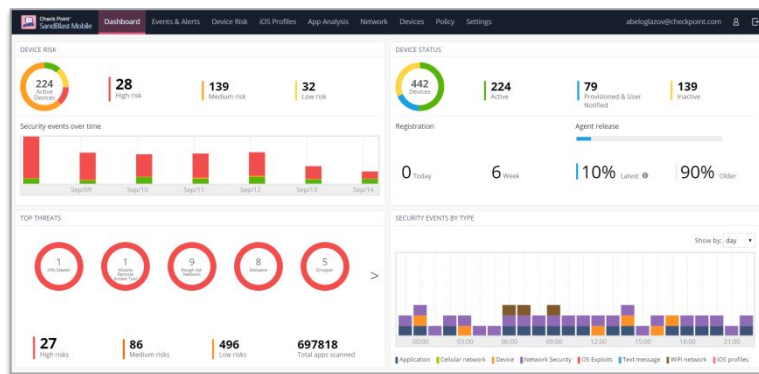 Check Point
SandBlast Mobile
Dashboard Events & Alerts Device Risk iOS Profiles App Analysis Network Devices Policy Settings
abeloglazov@checkpoint.com
DEVICE RISK
224
Active
Devices
28
High risk
139
Medium risk
32
Low risk
Security events over time
Sep/09 Sep/10 Sep/11 Sep/12 Sep/13 Sep/14
DEVICE STATUS
442
Devices
224
Active
79
Provisioned & User
Notified
139
Inactive
Registration
Agent release
0 Today
6 Week
10% Latest
90% Older
TOP THREATS
1
Info Stealer
1
Mobile
Remote
Access Tool
9
Rough Ad
Network
8
Malware
5
Dropper
>
27
High risks
86
Medium risks
496
Low risks
697818
Total apps scanned
SECURITY EVENTS BY TYPE
Show by: day
00:00 03:00 06:00 09:00 12:00 15:00 18:00 21:00
Application Cellular network Device Network Security OS Exploits Text message WIFI network iOS profiles